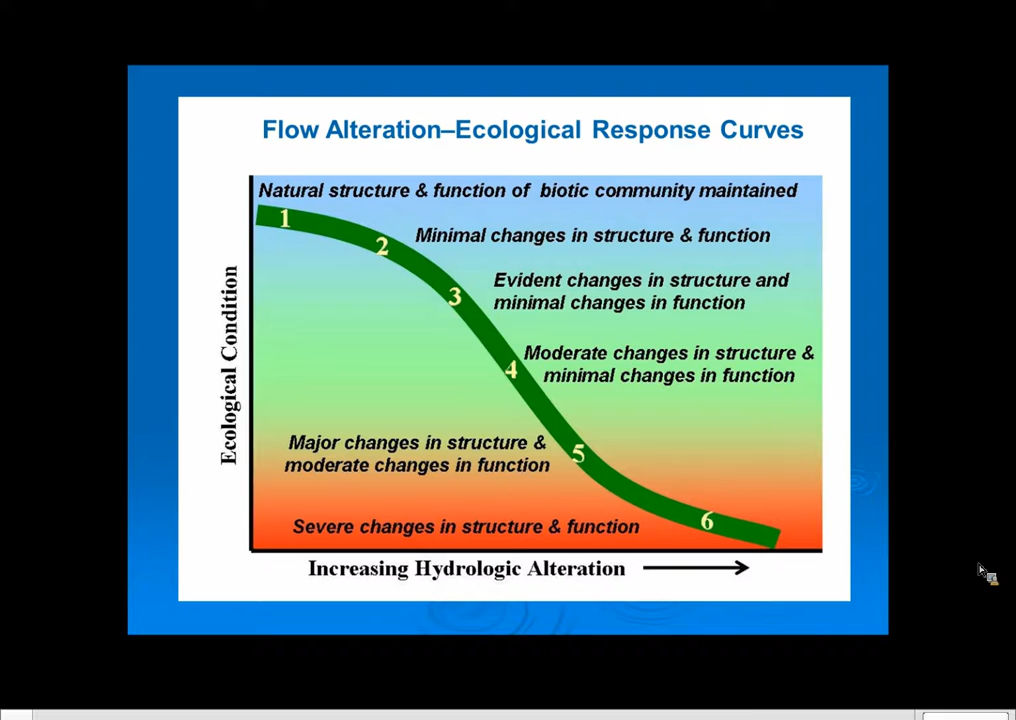 Flow Alteration–Ecological Response Curves
Natural structure & function of biotic community maintained
1
2
Minimal changes in structure & function
3
Evident changes in structure and
minimal changes in function
4
Moderate changes in structure &
minimal changes in function
Major changes in structure &
moderate changes in function
5
Severe changes in structure & function
6
Ecological Condition
Increasing Hydrologic Alteration